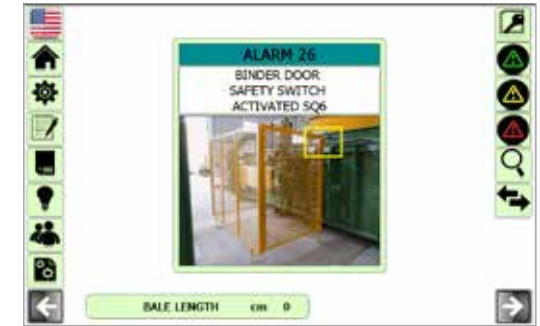 ALARM 26
BINDER DOOR
SAFETY SWITCH
ACTIVATED SQ6
BALE LENGTH cm 0